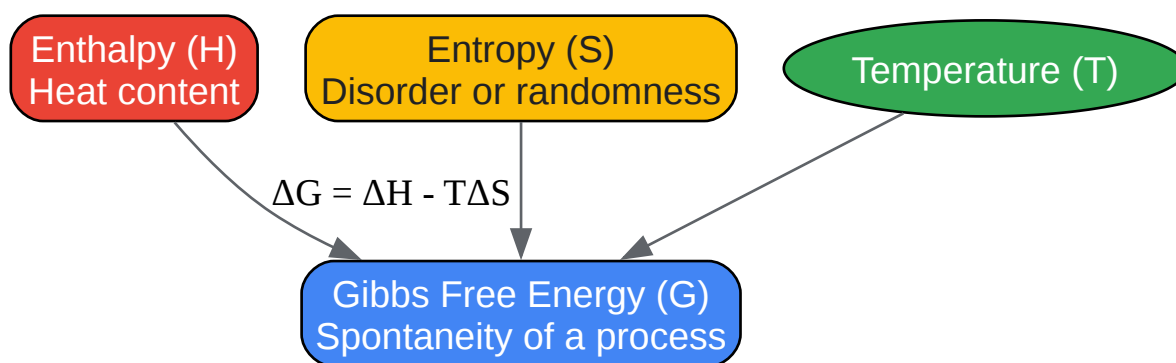 Enthalpy (H)
Heat content
Entropy (S)
Disorder or randomness
Temperature (T)
ΔG = ΔH - TΔS
Gibbs Free Energy (G)
Spontaneity of a process